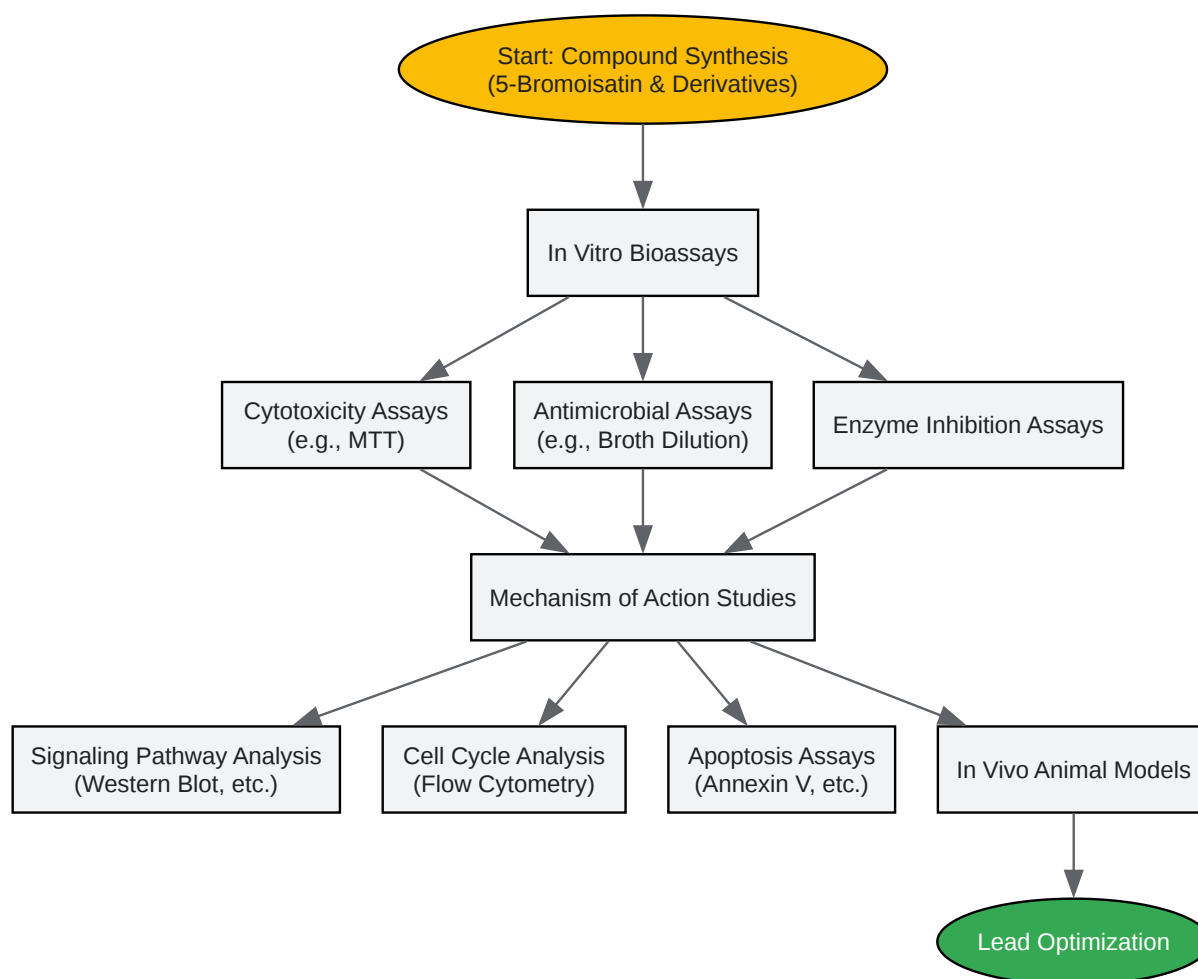 Start: Compound Synthesis
(5-Bromoisatin & Derivatives)
In Vitro Bioassays
Cytotoxicity Assays
(e.g., MTT)
Antimicrobial Assays
(e.g., Broth Dilution)
Enzyme Inhibition Assays
Mechanism of Action Studies
Signaling Pathway Analysis
(Western Blot, etc.)
Cell Cycle Analysis
(Flow Cytometry)
Apoptosis Assays
(Annexin V, etc.)
In Vivo Animal Models
Lead Optimization